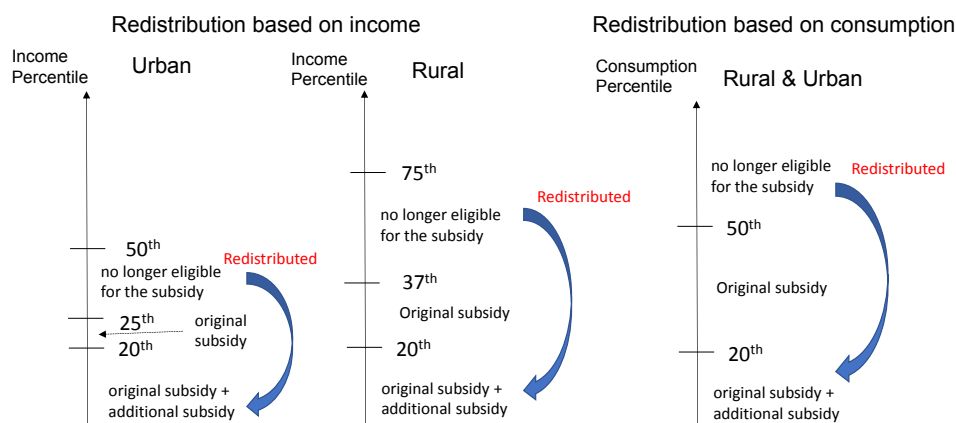 Redistribution based on income
Income
Percentile
Urban
50th
no longer eligible
for the subsidy
Redistributed
25th
original
subsidy
20th
original subsidy +
additional subsidy
Income
Percentile
Rural
75th
no longer eligible
for the subsidy
Redistributed
37th
Original subsidy
20th
original subsidy +
additional subsidy
Redistribution based on consumption
Consumption
Percentile
Rural & Urban
no longer eligible
for the subsidy
Redistributed
50th
Original subsidy
20th
original subsidy +
additional subsidy